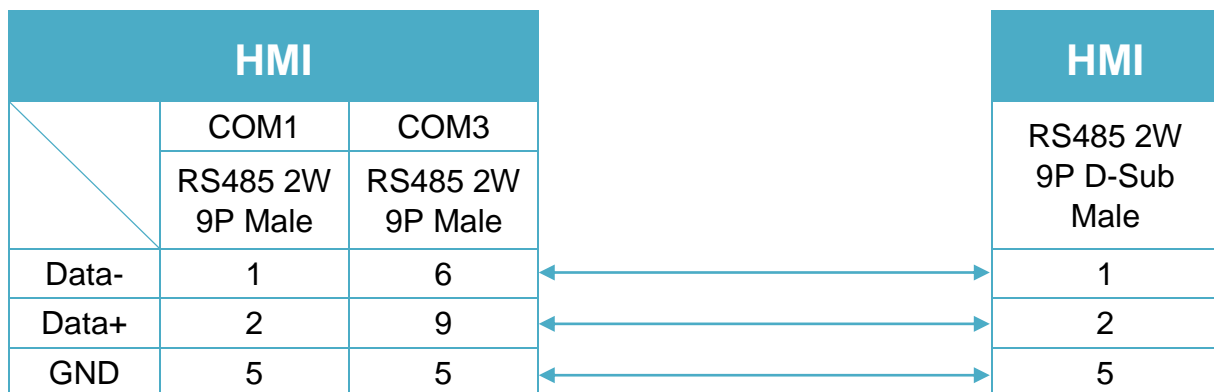 HMI HMI
COM1 COM3
RS485 2W RS485 2W RS485 2W
9P Male 9P Male 9P D-Sub
Male
Data- 1 6 1
Data+ 2 9 2
GND 5 5 5